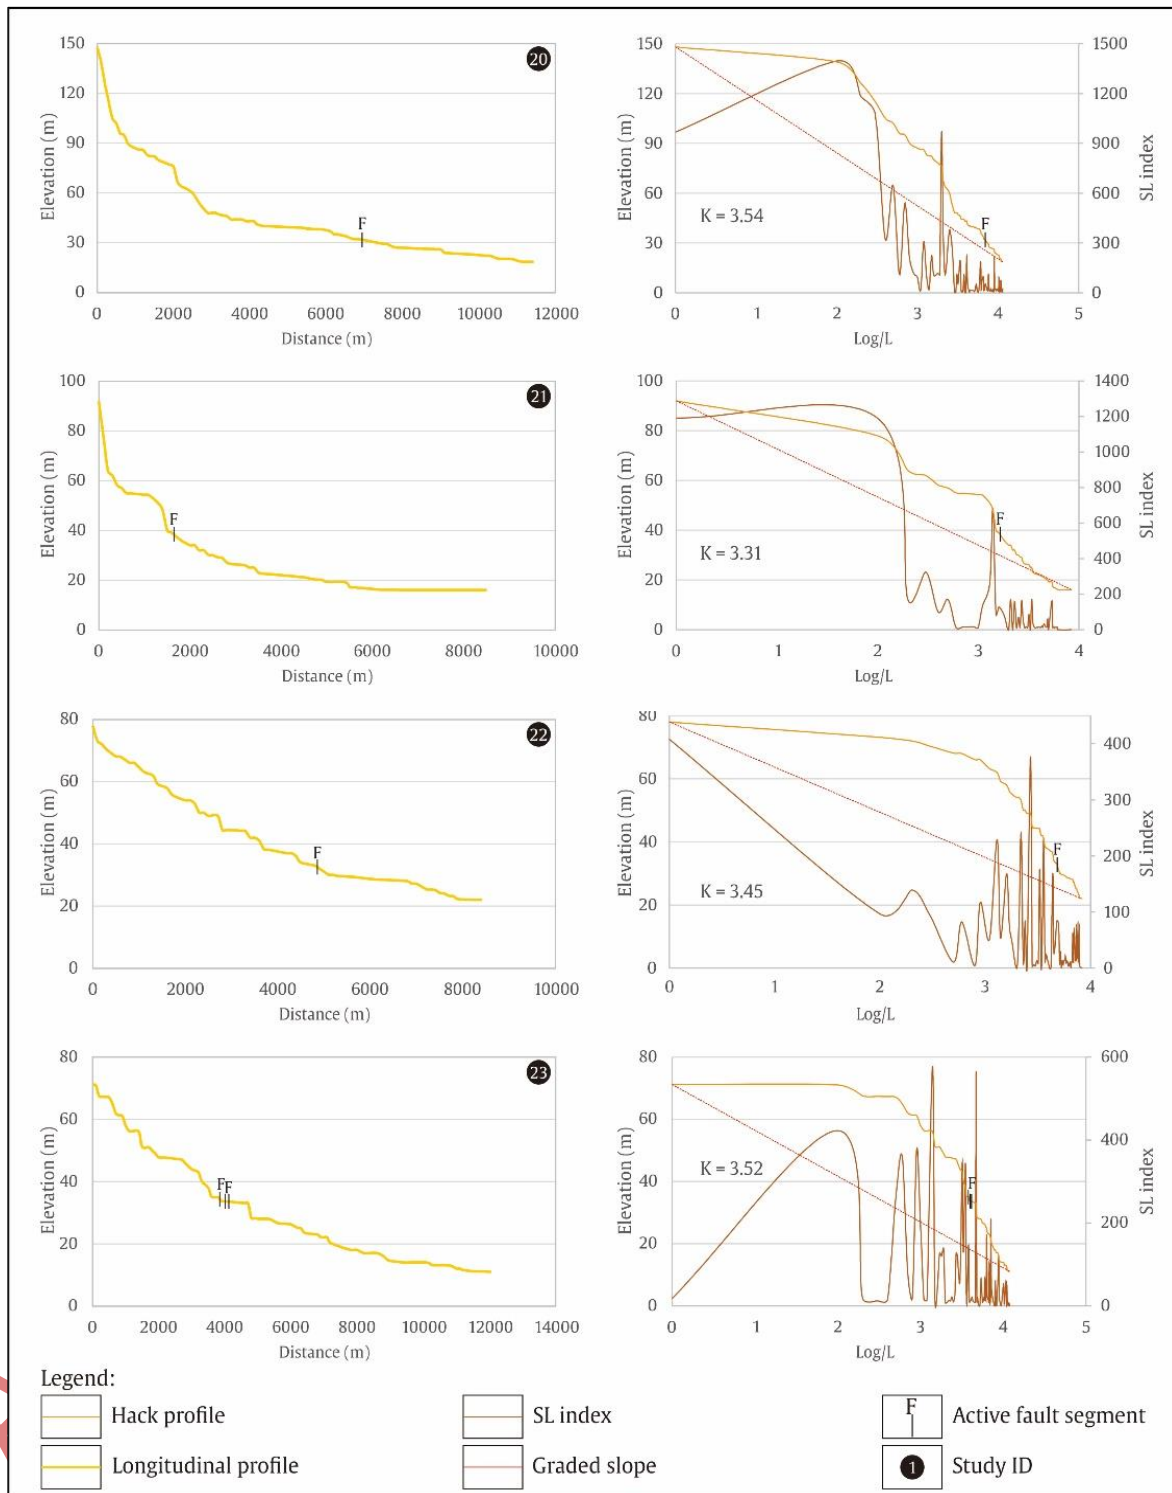 150
120
90
60
30
0
Elevation (m)
20
F
0 2000 4000 6000 8000 10000 12000
Distance (m)
150
120
90
60
30
0
Elevation (m)
K = 3.54
F
1500
1200
900
600
300
0
SL index
0 1 2 3 4 5
Log/L
100
80
60
40
20
0
Elevation (m)
21
F
0 2000 4000 6000 8000 10000
Distance (m)
100
80
60
40
20
0
Elevation (m)
K = 3.31
F
1400
1200
1000
800
600
400
200
0
SL index
0 1 2 3 4
Log/L
80
60
40
20
0
Elevation (m)
22
F
0 2000 4000 6000 8000 10000
Distance (m)
80
60
40
20
0
Elevation (m)
K = 3.45
F
400
300
200
100
0
SL index
0 1 2 3 4
Log/L
80
60
40
20
0
Elevation (m)
23
F F
0 2000 4000 6000 8000 10000 12000 14000
Distance (m)
80
60
40
20
0
Elevation (m)
K = 3.52
F
600
400
200
0
SL index
0 1 2 3 4 5
Log/L
Legend:
Hack profile
SL index
F Active fault segment
Longitudinal profile
Graded slope
1 Study ID